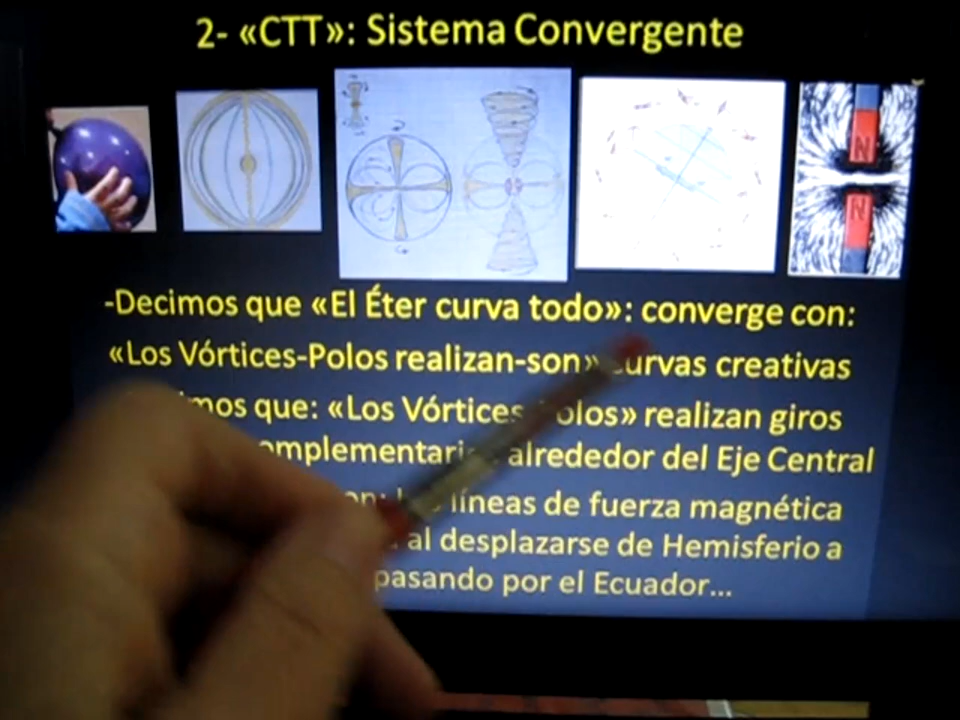 2- «CTT»: Sistema Convergente
N
N
-Decimos que «El Éter curva todo»: converge con:
«Los Vórtices-Polos realizan-son» curvas creativas
que: «Los Vórtices Polos» realizan giros
alrededor del Eje Central
líneas de fuerza magnética
al desplazarse de Hemisferio a
pasando por el Ecuador...